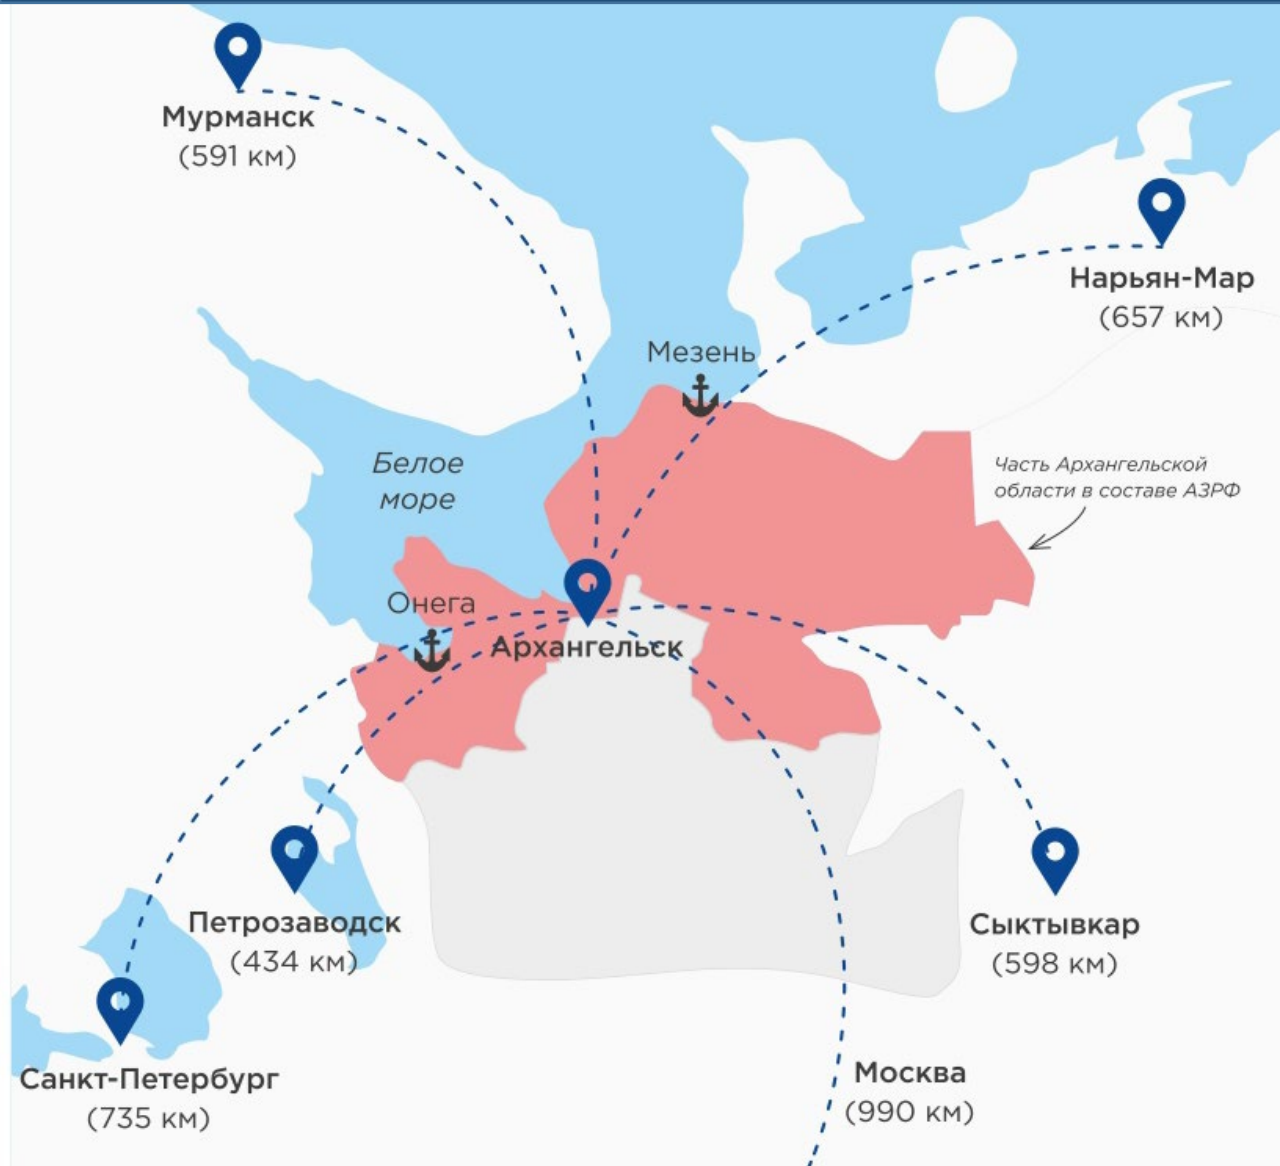 Мурманск
(591 км)
Нарьян-Мар
(657 км)
Мезень
Белое
море
Часть Архангельской
области в составе АЗРФ
Онега
Архангельск
Петрозаводск
(434 км)
Сыктывкар
(598 км)
Санкт-Петербург
(735 км)
Москва
(990 км)